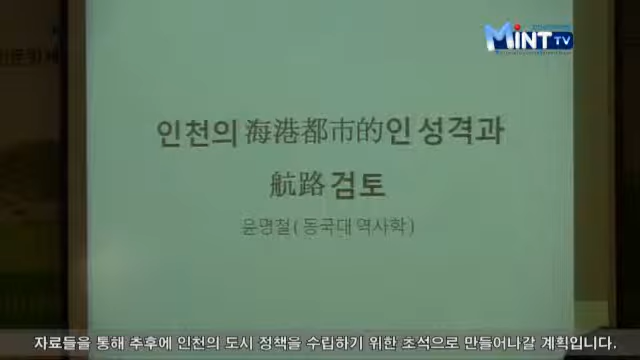 MINT TV
인천의 海港都市的인 성격과
航路 검토
윤명철 ( 동국대 역사학 )
자료들을 통해 추후에 인천의 도시 정책을 수립하기 위한 초석으로 만들어나갈 계획입니다.